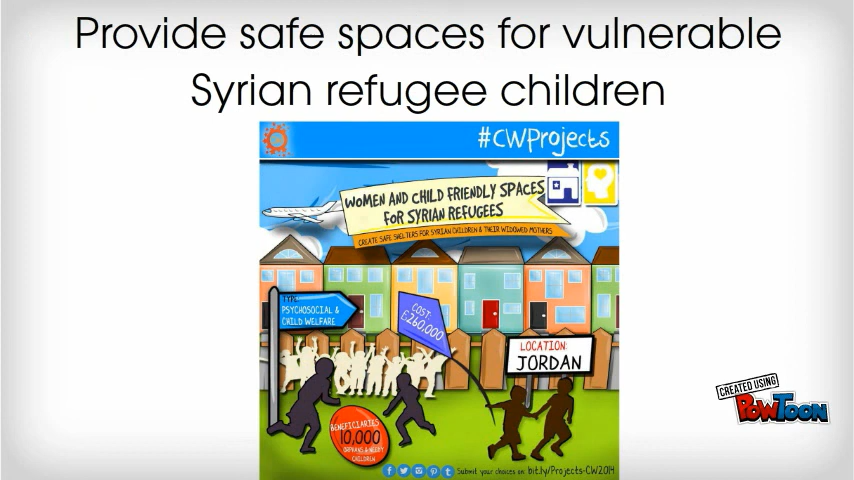 Provide safe spaces for vulnerable
Syrian refugee children
#CWProjects
WOMEN AND CHILD FRIENDLY SPACES
FOR SYRIAN REFUGEES
CREATE SAFE SHELTERS FOR SYRIAN CHILDREN & THEIR WIDOWED MOTHERS
TYPE:
PSYCHOSOCIAL &
CHILD WELFARE
COST:
£260,000
LOCATION:
JORDAN
BENEFICIARIES
10,000
ORPHANS & NEEDY
CHILDREN
Submit your choices on bit.ly/Projects-CW2014
CREATED USING
POWTOON